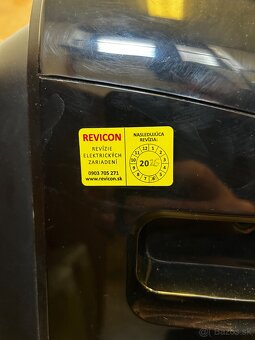 REVICON
REVÍZIE
ELEKTRICKÝCH
ZARIADENÍ
0903 705 271
www.revicon.sk
NASLEDUJÚCA
REVÍZIA:
20